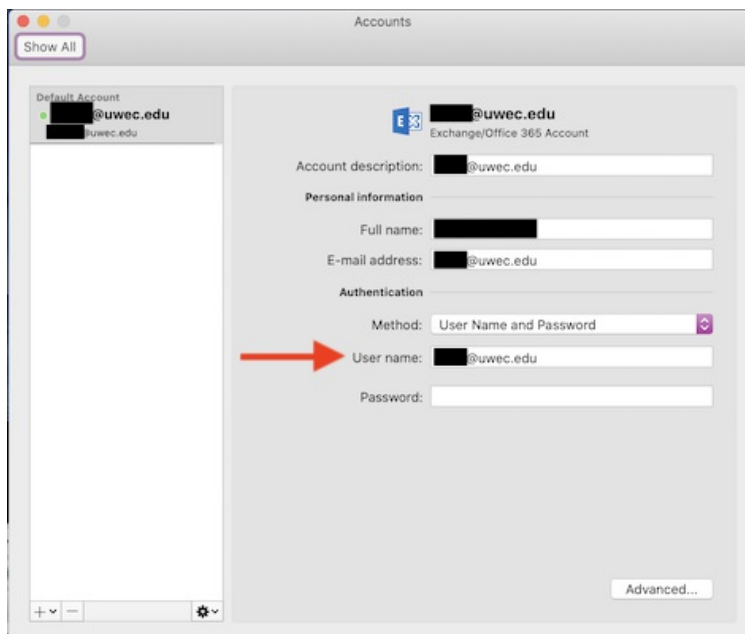 Accounts
Show All
Default Account
@uwec.edu
@uwec.edu
E @uwec.edu
Exchange/Office 365 Account
Account description: @uwec.edu
Personal information
Full name:
E-mail address: @uwec.edu
Authentication
Method: User Name and Password
User name: @uwec.edu
Password:
Advanced...